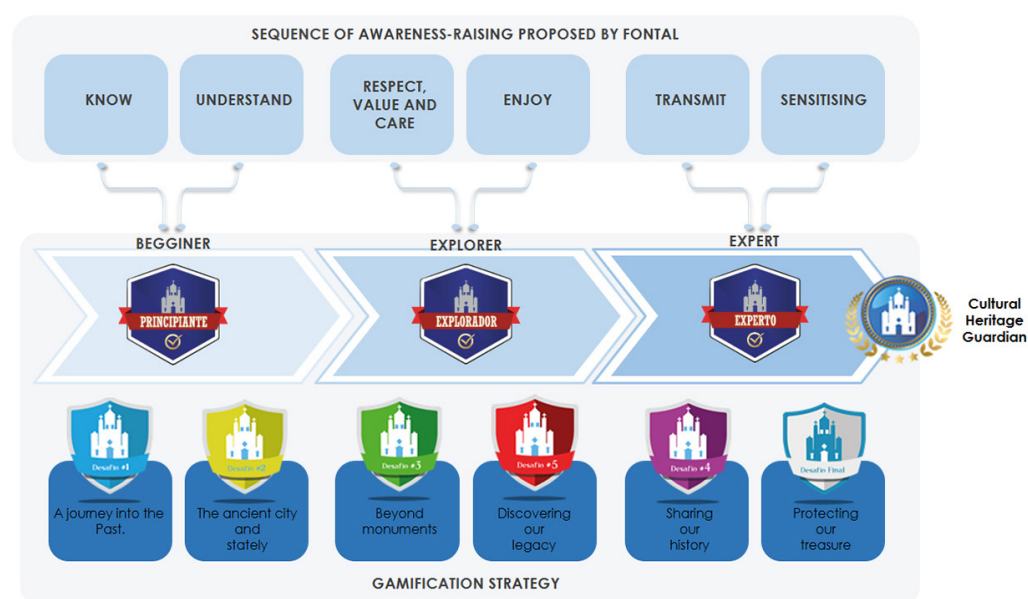 SEQUENCE OF AWARENESS-RAISING PROPOSED BY FONTAL
KNOW
UNDERSTAND
RESPECT,
VALUE AND
CARE
ENJOY
TRANSMIT
SENSITISING
BEGGINER
EXPLORER
EXPERT
PRINCIPIANTE
EXPLORADOR
EXPERTO
Cultural
Heritage
Guardian
Desafío #1
Desafío #2
Desafío #3
Desafío #5
Desafío #4
Desafío Final
A journey into the
Past.
The ancient city
and
stately
Beyond
monuments
Discovering
our
legacy
Sharing
our
history
Protecting
our
treasure
GAMIFICATION STRATEGY